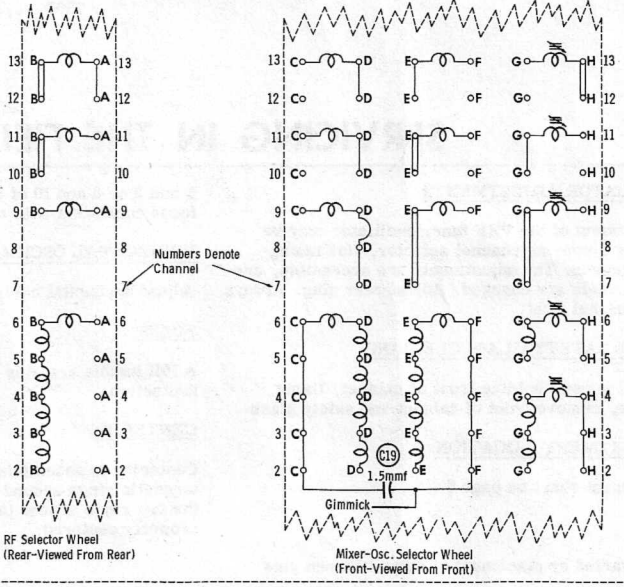 13 B A 13 13 C D E F G H 13
12 B A 12 12 C D E F G H 12
11 B A 11 11 C D E F G H 11
10 B A 10 10 C D E F G H 10
9 B A 9 9 C D E F G H 9
8 8 8 D 8
Numbers Denote
Channel
7 7 7 D 7
6 B A 6 6 C D E F G H 6
5 B A 5 5 C D E F G H 5
4 B A 4 4 C D E F G H 4
3 B A 3 3 C D E F G H 3
C19
2 B A 2 2 C D E F G H 2
1.5mmf
Gimmick
RF Selector Wheel
(Rear-Viewed From Rear)
Mixer-Osc. Selector Wheel
(Front-Viewed From Front)